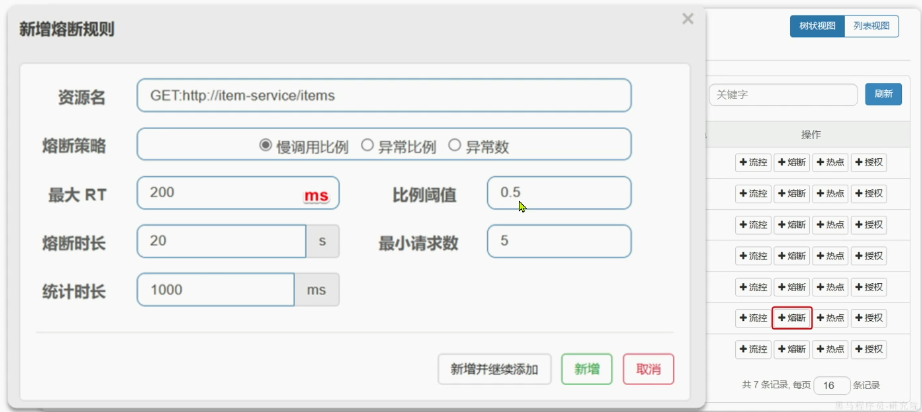 新增熔断规则
×
资源名 GET:http://item-service/items
熔断策略 慢调用比例 异常比例 异常数
最大 RT 200 ms 比例阈值 0.5
熔断时长 20 s 最小请求数 5
统计时长 1000 ms
新增并继续添加 新增 取消
树状视图 列表视图
关键字 刷新
操作
+流控 +熔断 +热点 +授权
+流控 +熔断 +热点 +授权
+流控 +熔断 +热点 +授权
+流控 +熔断 +热点 +授权
+流控 +熔断 +热点 +授权
+流控 +熔断 +热点 +授权
+流控 +熔断 +热点 +授权
共 7 条记录, 每页 16 条记录